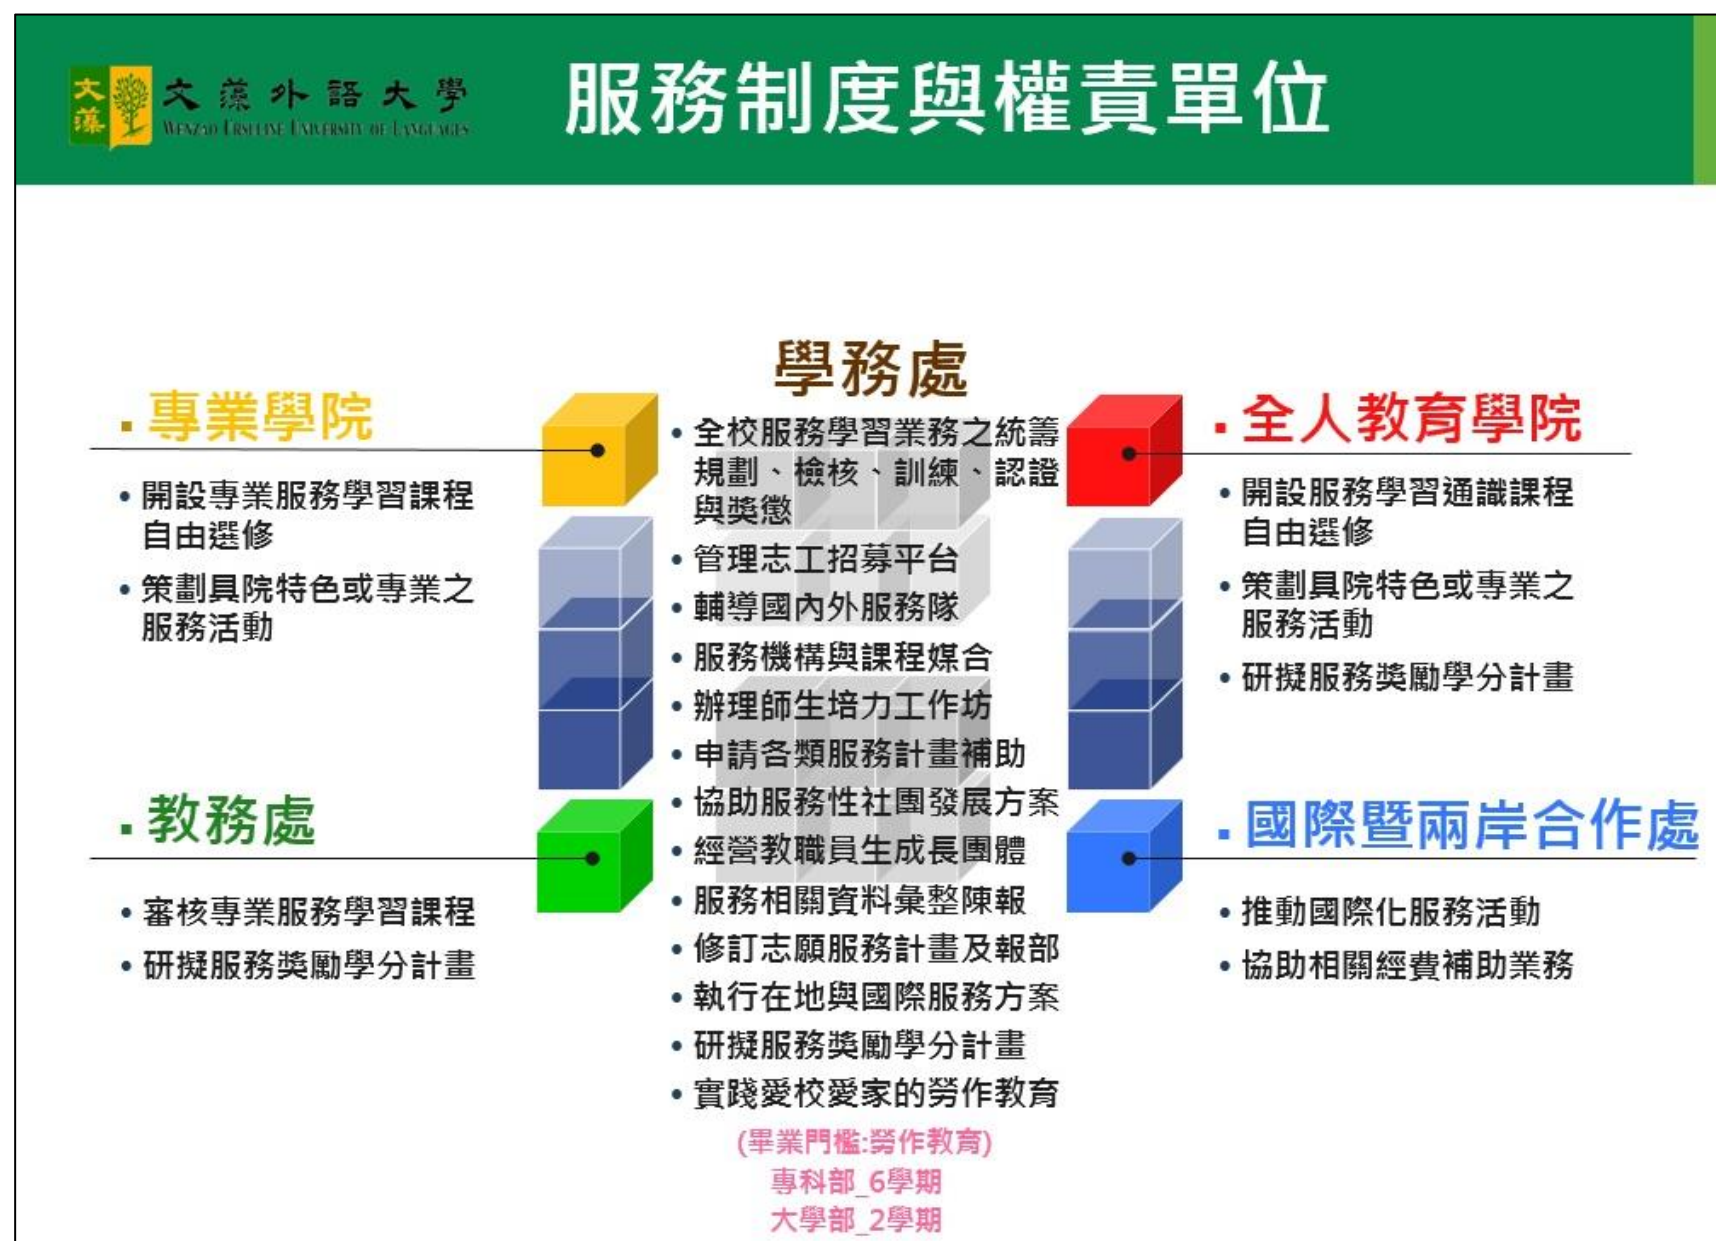 文藻
文藻外語大學
WENZAO URSULINE UNIVERSITY OF LANGUAGES
服務制度與權責單位
▪專業學院
• 開設專業服務學習課程
自由選修
• 策劃具院特色或專業之
服務活動
▪教務處
• 審核專業服務學習課程
• 研擬服務獎勵學分計畫
學務處
• 全校服務學習業務之統籌
規劃、檢核、訓練、認證
與獎懲
• 管理志工招募平台
• 輔導國內外服務隊
• 服務機構與課程媒合
• 辦理師生培力工作坊
• 申請各類服務計畫補助
• 協助服務性社團發展方案
• 經營教職員生成長團體
• 服務相關資料彙整陳報
• 修訂志願服務計畫及報部
• 執行在地與國際服務方案
• 研擬服務獎勵學分計畫
• 實踐愛校愛家的勞作教育
(畢業門檻:勞作教育)
專科部_6學期
大學部_2學期
▪全人教育學院
• 開設服務學習通識課程
自由選修
• 策劃具院特色或專業之
服務活動
• 研擬服務獎勵學分計畫
▪國際暨兩岸合作處
• 推動國際化服務活動
• 協助相關經費補助業務